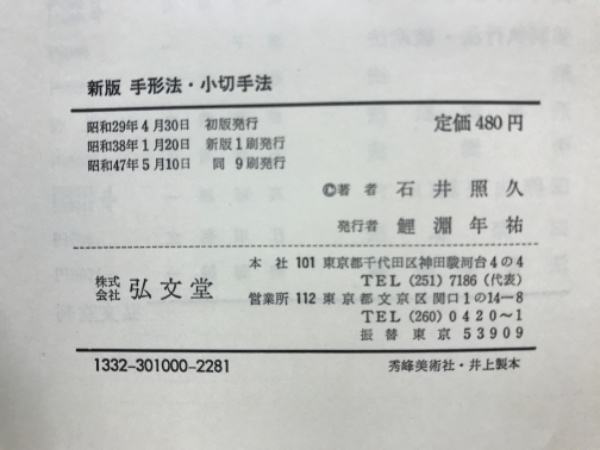 新版 手形法・小切手法
昭和29年4月30日 初版発行
昭和38年1月20日 新版1刷発行
昭和47年5月10日 同 9刷発行
定価480円
©著者 石井照久
発行者 鯉淵年祐
株式会社 弘文堂
本社 101 東京都千代田区神田駿河台4の4
TEL(251)7186(代表)
営業所 112 東京都文京区関口1の14―8
TEL(260)0420~1
振替東京53909
1332-301000-2281
秀峰美術社・井上製本